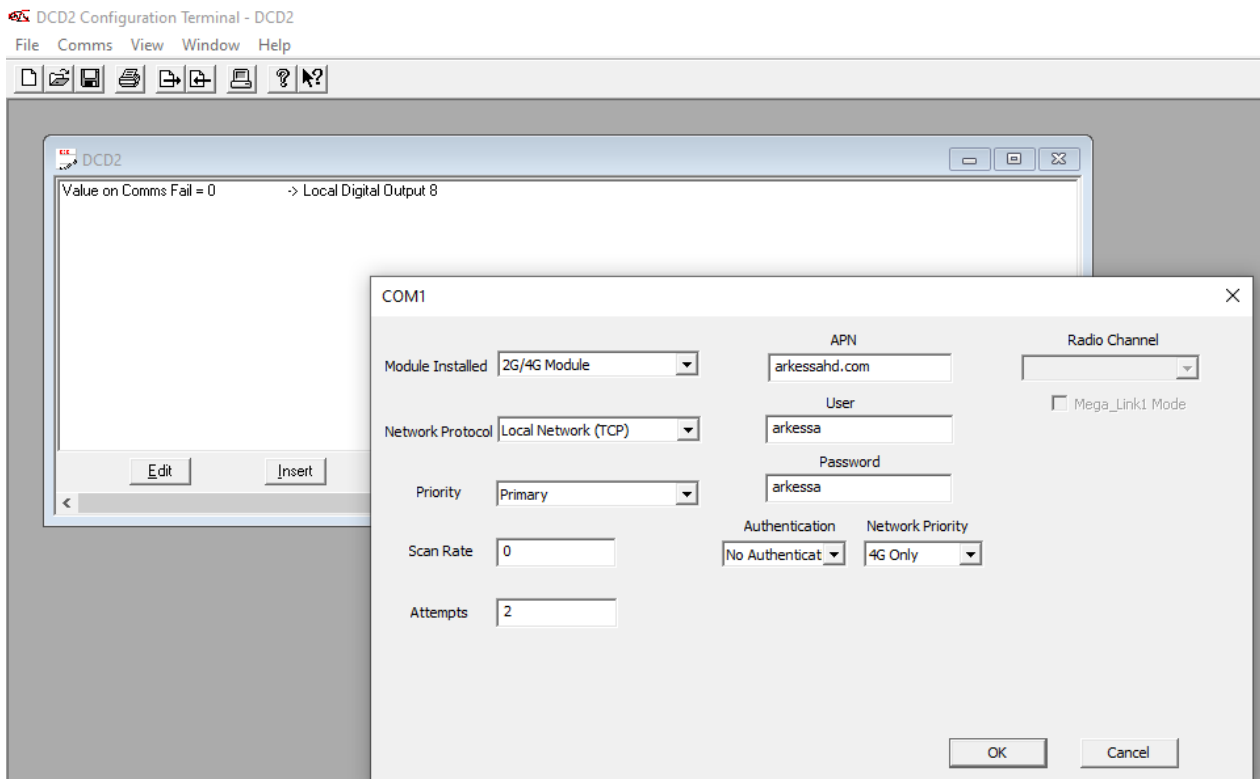 DCD2 Configuration Terminal - DCD2
File Comms View Window Help
DCD2
Value on Comms Fail = 0 -> Local Digital Output 8
Edit Insert
COM1
Module Installed 2G/4G Module
APN
arkessahd.com
Radio Channel
Mega_Link1 Mode
Network Protocol Local Network (TCP)
User
arkessa
Priority Primary
Password
arkessa
Scan Rate 0
Authentication Network Priority
No Authenticat 4G Only
Attempts 2
OK Cancel